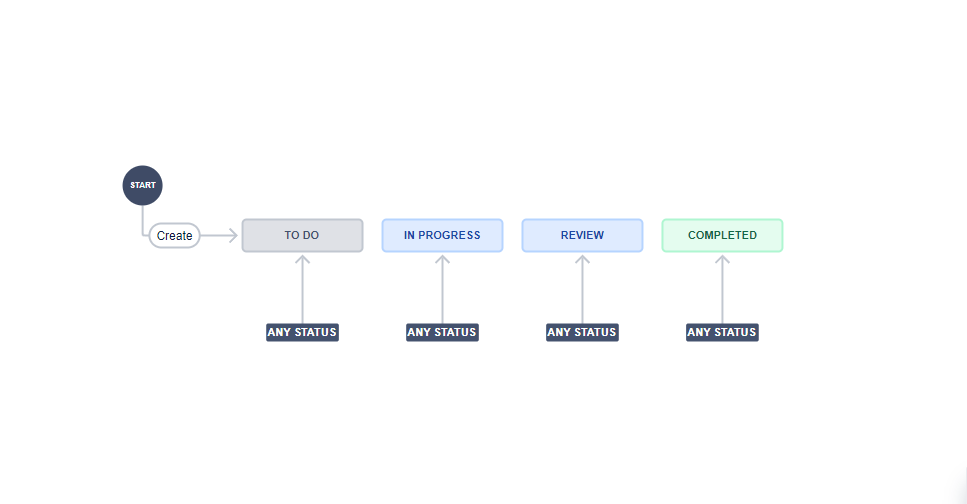 START
Create
TO DO
IN PROGRESS
REVIEW
COMPLETED
ANY STATUS
ANY STATUS
ANY STATUS
ANY STATUS